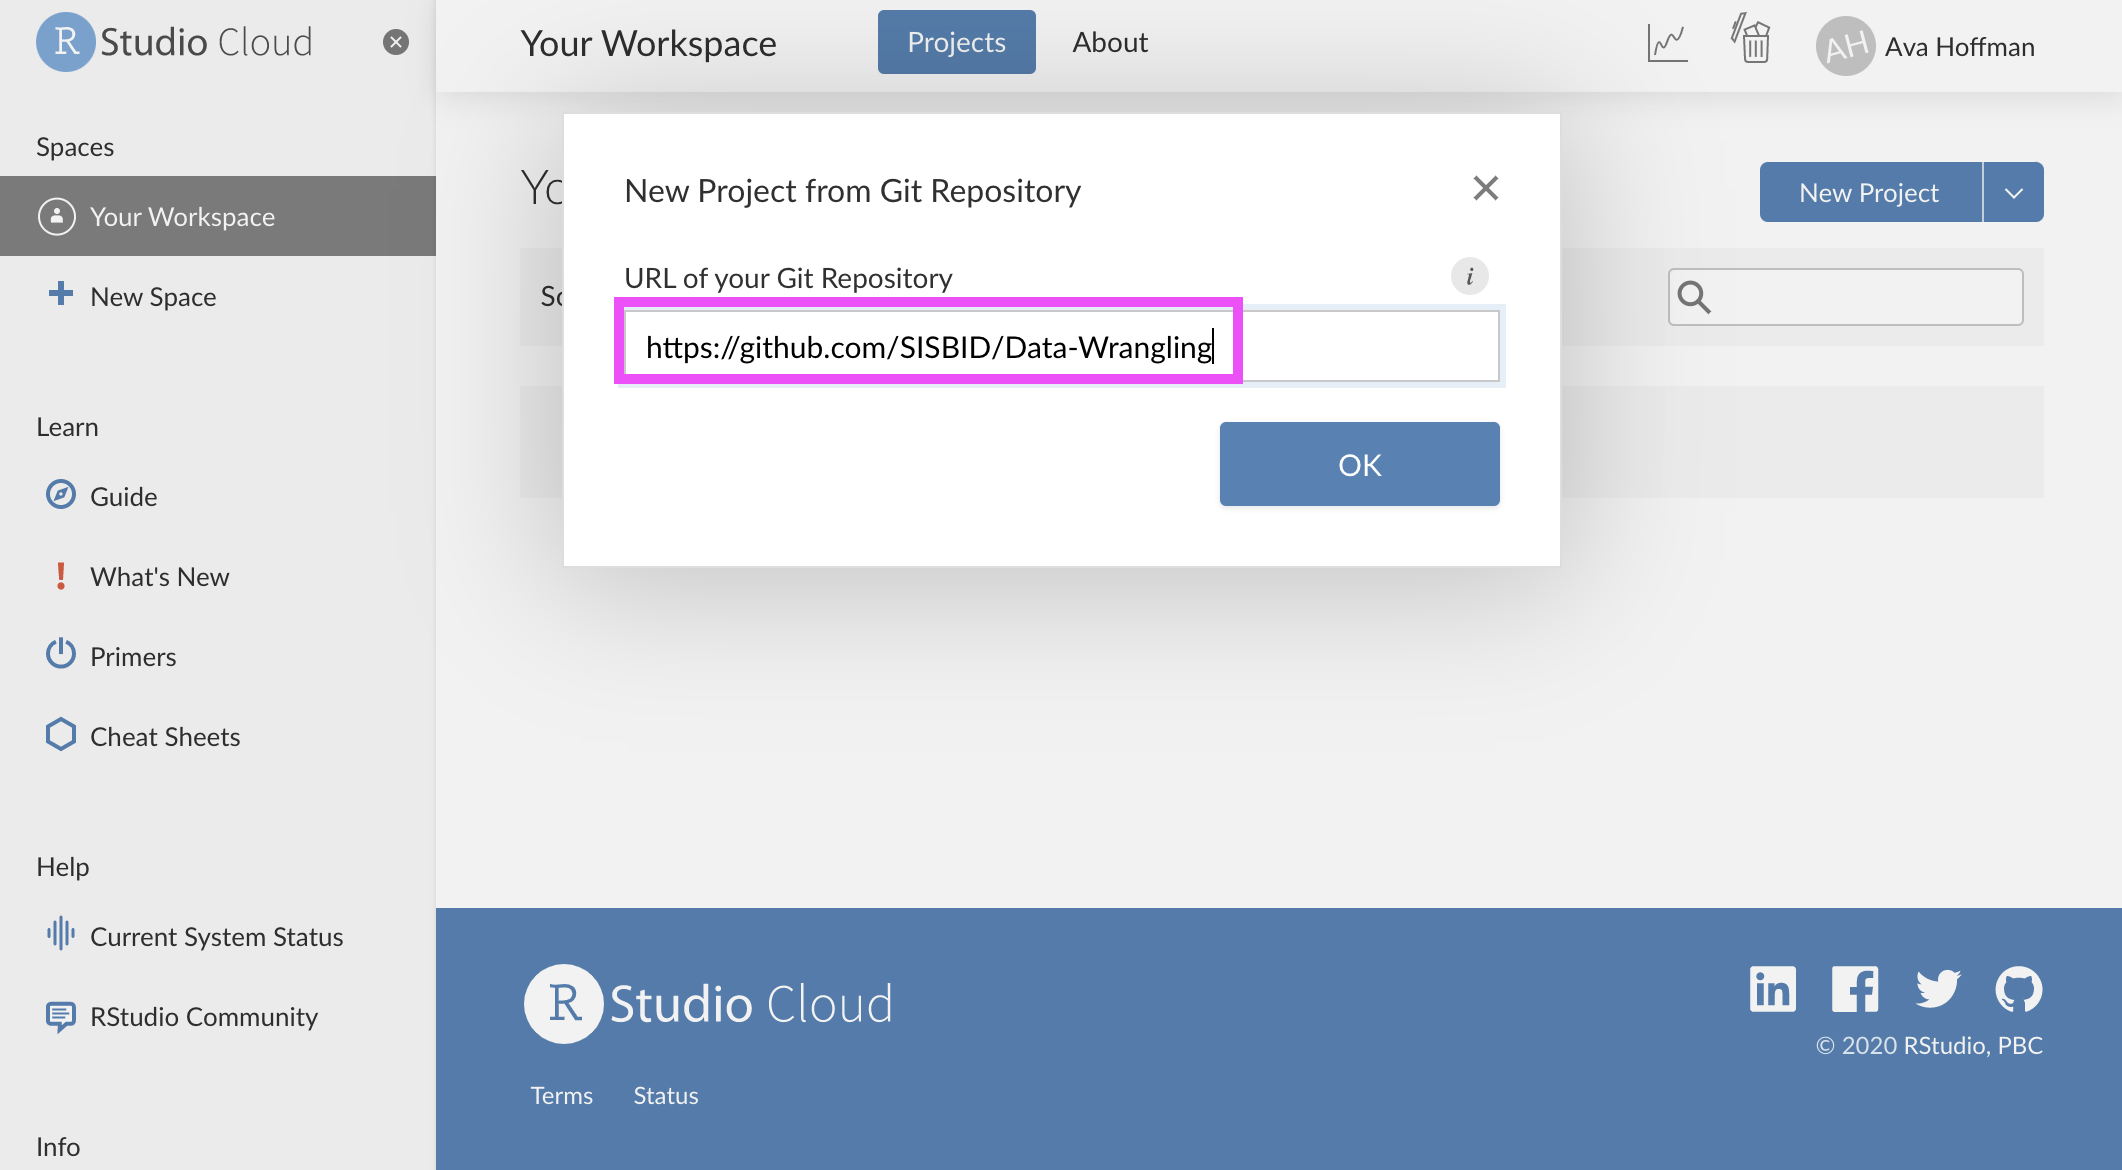 R Studio Cloud
Your Workspace
Projects
About
AH
Ava Hoffman
Spaces
Your Workspace
New Space
Learn
Guide
What's New
Primers
Cheat Sheets
Help
Current System Status
RStudio Community
Info
Yo
New Project
New Project from Git Repository
URL of your Git Repository
i
https://github.com/SISBID/Data-Wrangling
OK
R Studio Cloud
Terms
Status
in
© 2020 RStudio, PBC